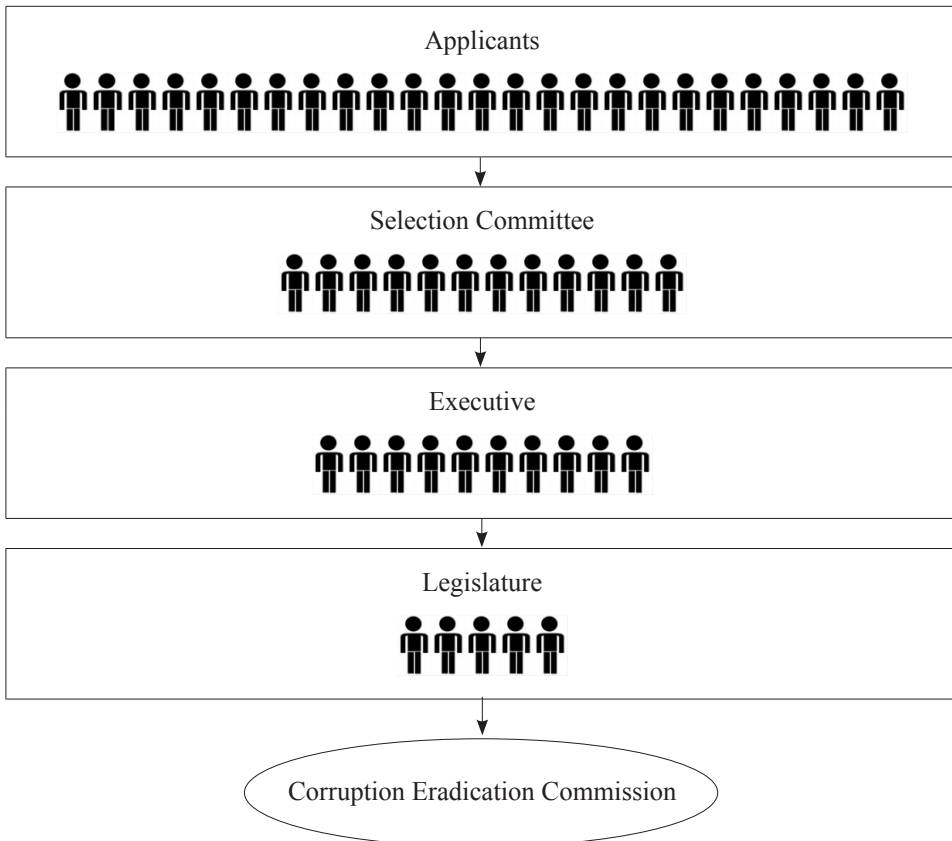 Applicants
Selection Committee
Executive
Legislature
Corruption Eradication Commission